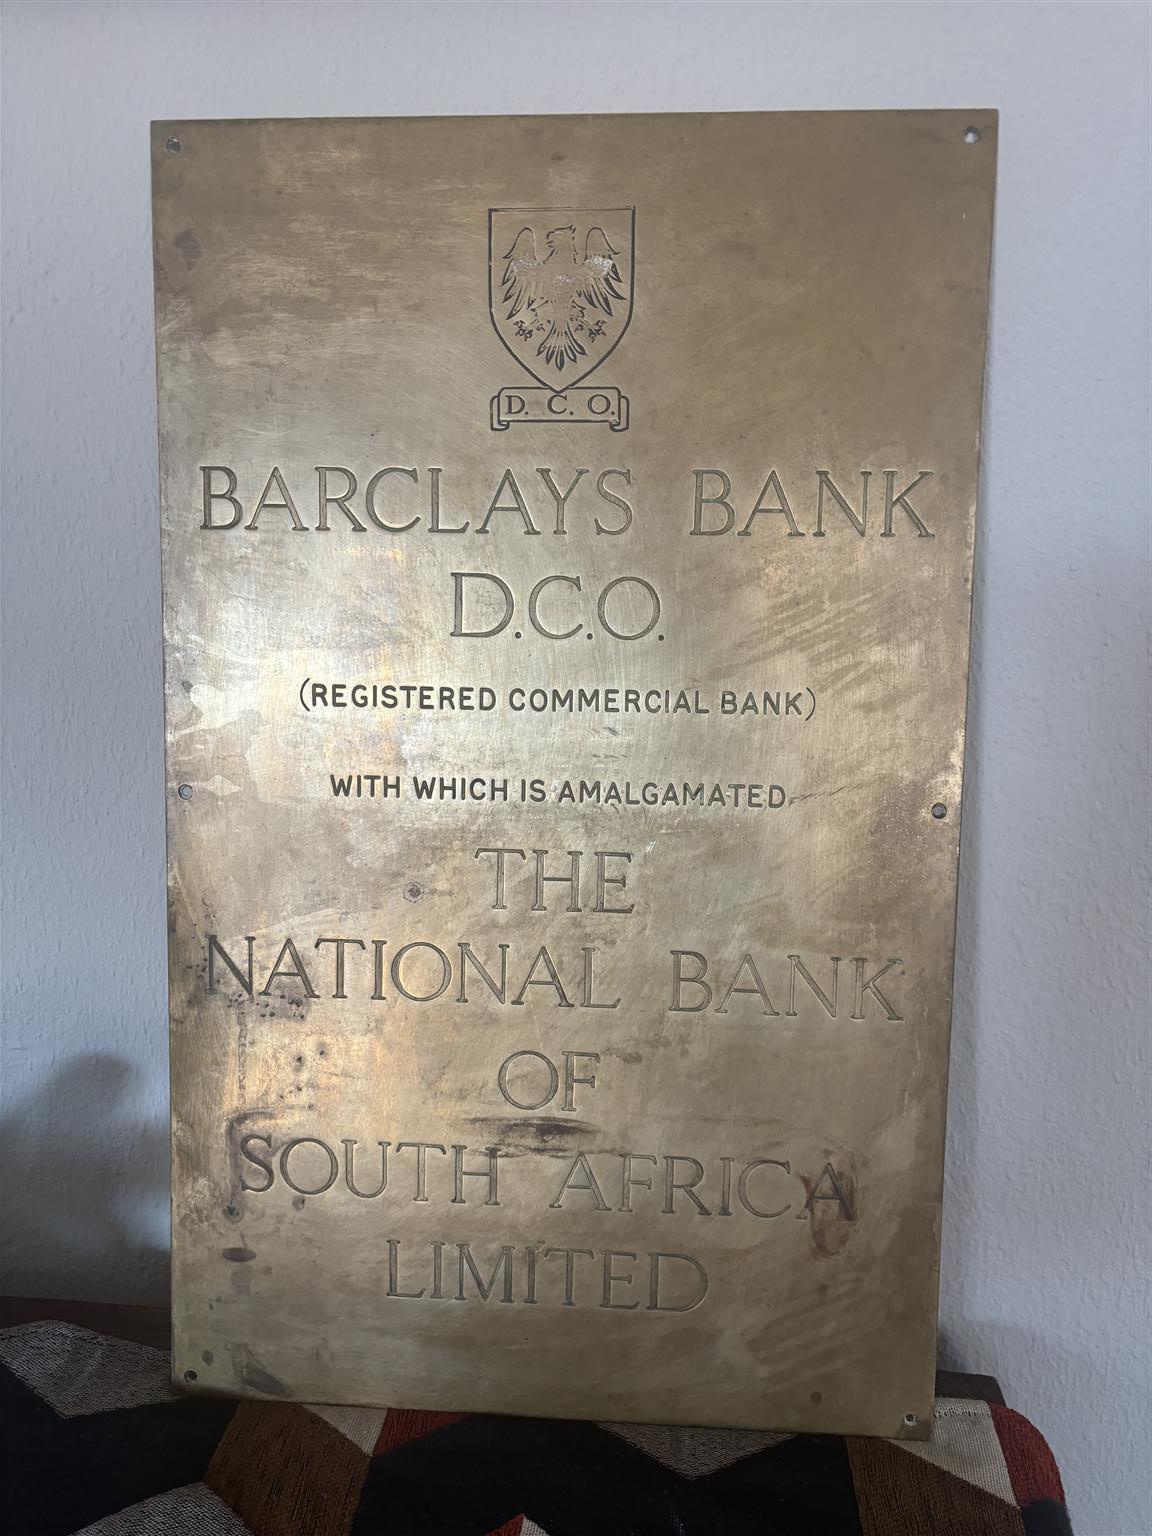 D. C. O.
BARCLAYS BANK
D.C.O.
(REGISTERED COMMERCIAL BANK)
WITH WHICH IS AMALGAMATED
THE
NATIONAL BANK
OF
SOUTH AFRICA
LIMITED